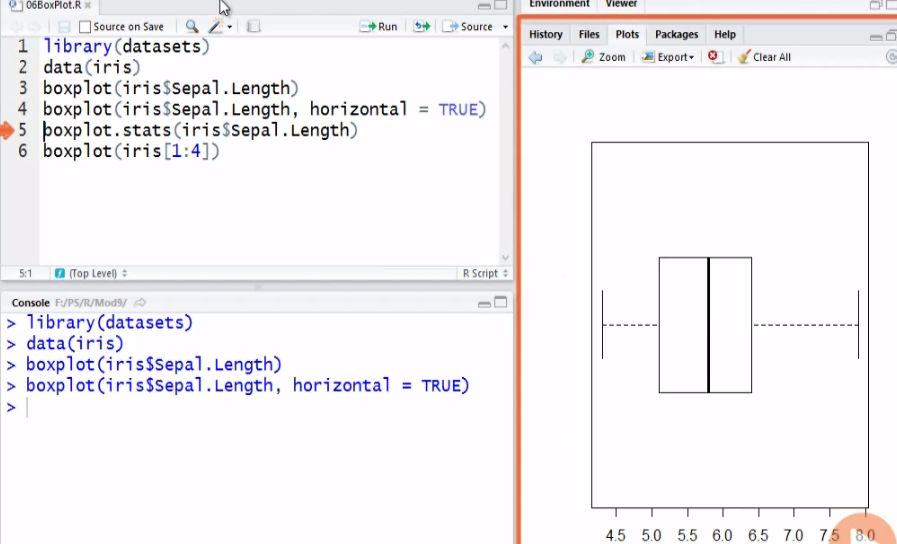 06BoxPlot.R
Source on Save
Run
Source
1 library(datasets)
2 data(iris)
3 boxplot(iris$Sepal.Length)
4 boxplot(iris$Sepal.Length, horizontal = TRUE)
5 boxplot.stats(iris$Sepal.Length)
6 boxplot(iris[1:4])
5:1 (Top Level) R Script
Console F:/PS/R/Mod9/
> library(datasets)
> data(iris)
> boxplot(iris$Sepal.Length)
> boxplot(iris$Sepal.Length, horizontal = TRUE)
>
Environment Viewer
History Files Plots Packages Help
Zoom Export Clear All
4.5 5.0 5.5 6.0 6.5 7.0 7.5 8.0